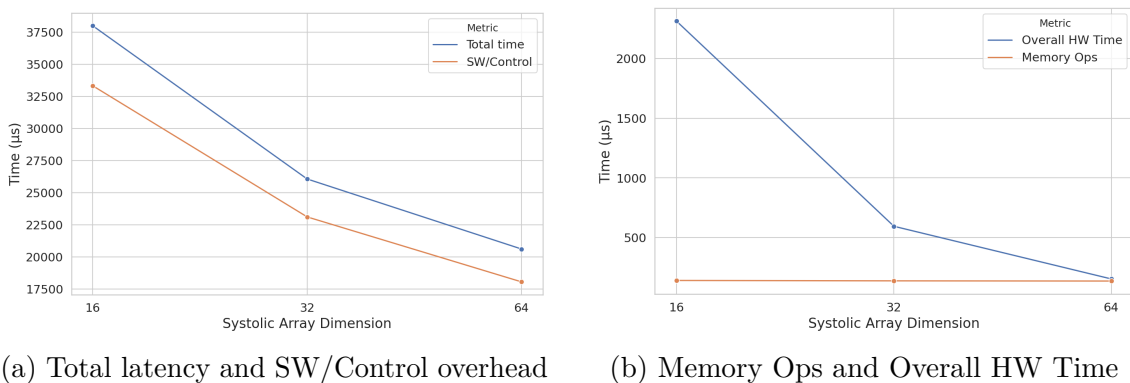 Metric
Total time
SW/Control
37500
35000
32500
30000
27500
25000
22500
20000
17500
Time (µs)
16
32
64
Systolic Array Dimension
(a) Total latency and SW/Control overhead
Metric
Overall HW Time
Memory Ops
2000
1500
1000
500
Time (µs)
16
32
64
Systolic Array Dimension
(b) Memory Ops and Overall HW Time